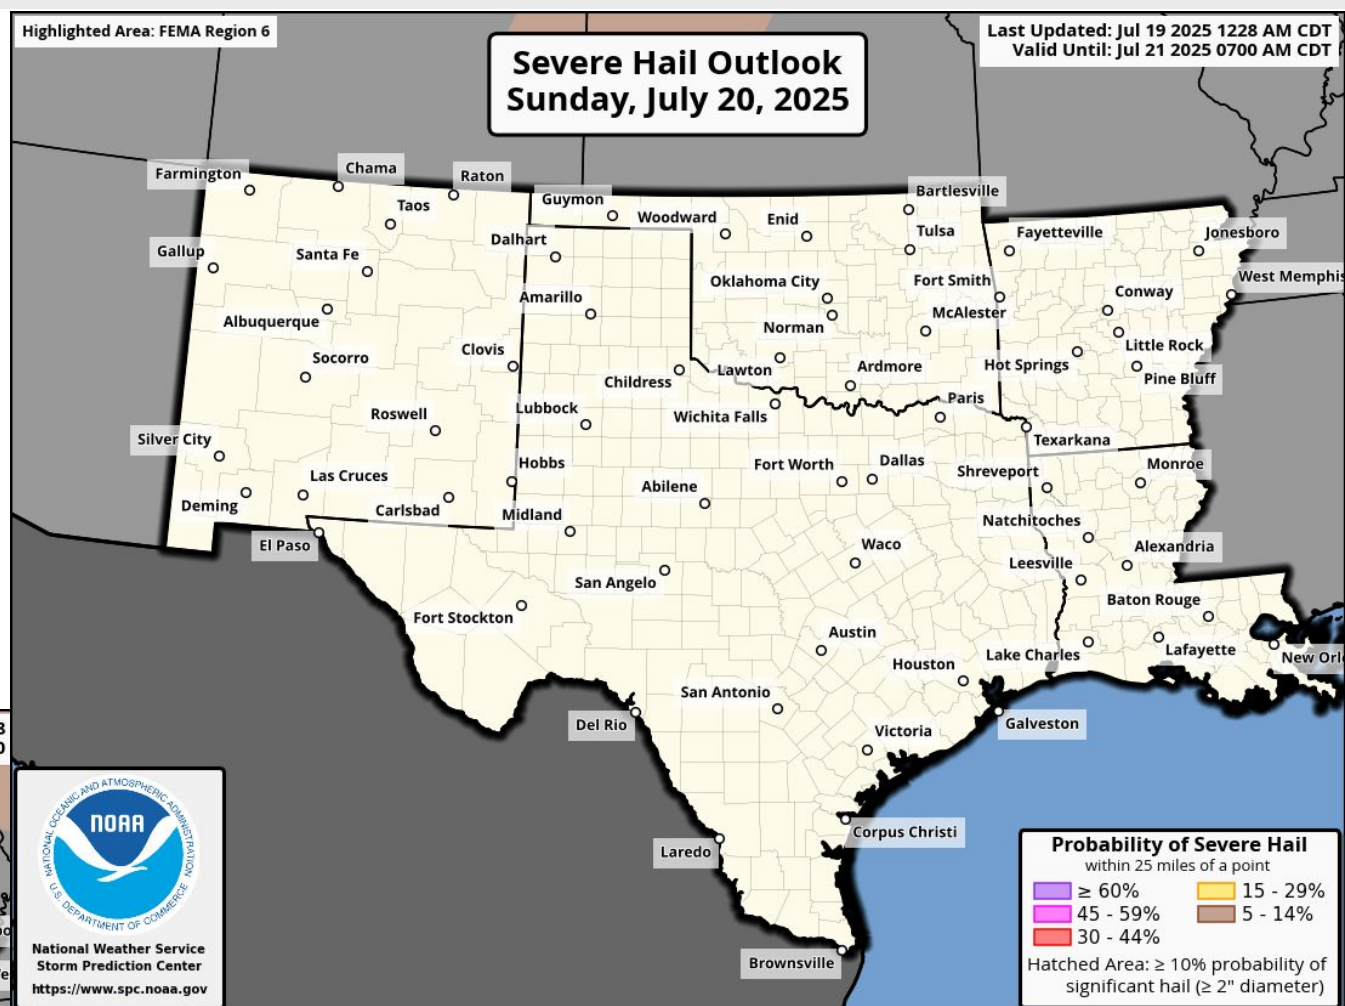 Highlighted Area: FEMA Region 6
Severe Hail Outlook
Sunday, July 20, 2025
Last Updated: Jul 19 2025 1228 AM CDT
Valid Until: Jul 21 2025 0700 AM CDT
Farmington
Chama
Raton
Taos
Guymon
Woodward
Enid
Bartlesville
Tulsa
Fayetteville
Jonesboro
Gallup
Santa Fe
Dalhart
Oklahoma City
Fort Smith
West Memphis
Albuquerque
Amarillo
Norman
McAlester
Conway
Little Rock
Socorro
Clovis
Childress
Lawton
Ardmore
Hot Springs
Pine Bluff
Roswell
Lubbock
Wichita Falls
Paris
Texarkana
Silver City
Las Cruces
Hobbs
Fort Worth
Dallas
Shreveport
Monroe
Deming
Carlsbad
Midland
Abilene
Natchitoches
El Paso
San Angelo
Waco
Leesville
Alexandria
Fort Stockton
Baton Rouge
Austin
Houston
Lake Charles
Lafayette
New Orl
Del Rio
San Antonio
Victoria
Galveston
Laredo
Corpus Christi
Brownsville
3
0
NATIONAL OCEANIC AND ATMOSPHERIC ADMINISTRATION
NOAA
U.S. DEPARTMENT OF COMMERCE
National Weather Service
Storm Prediction Center
https://www.spc.noaa.gov
Probability of Severe Hail
within 25 miles of a point
≥ 60%
15 - 29%
45 - 59%
5 - 14%
30 - 44%
Hatched Area: ≥ 10% probability of
significant hail (≥ 2" diameter)